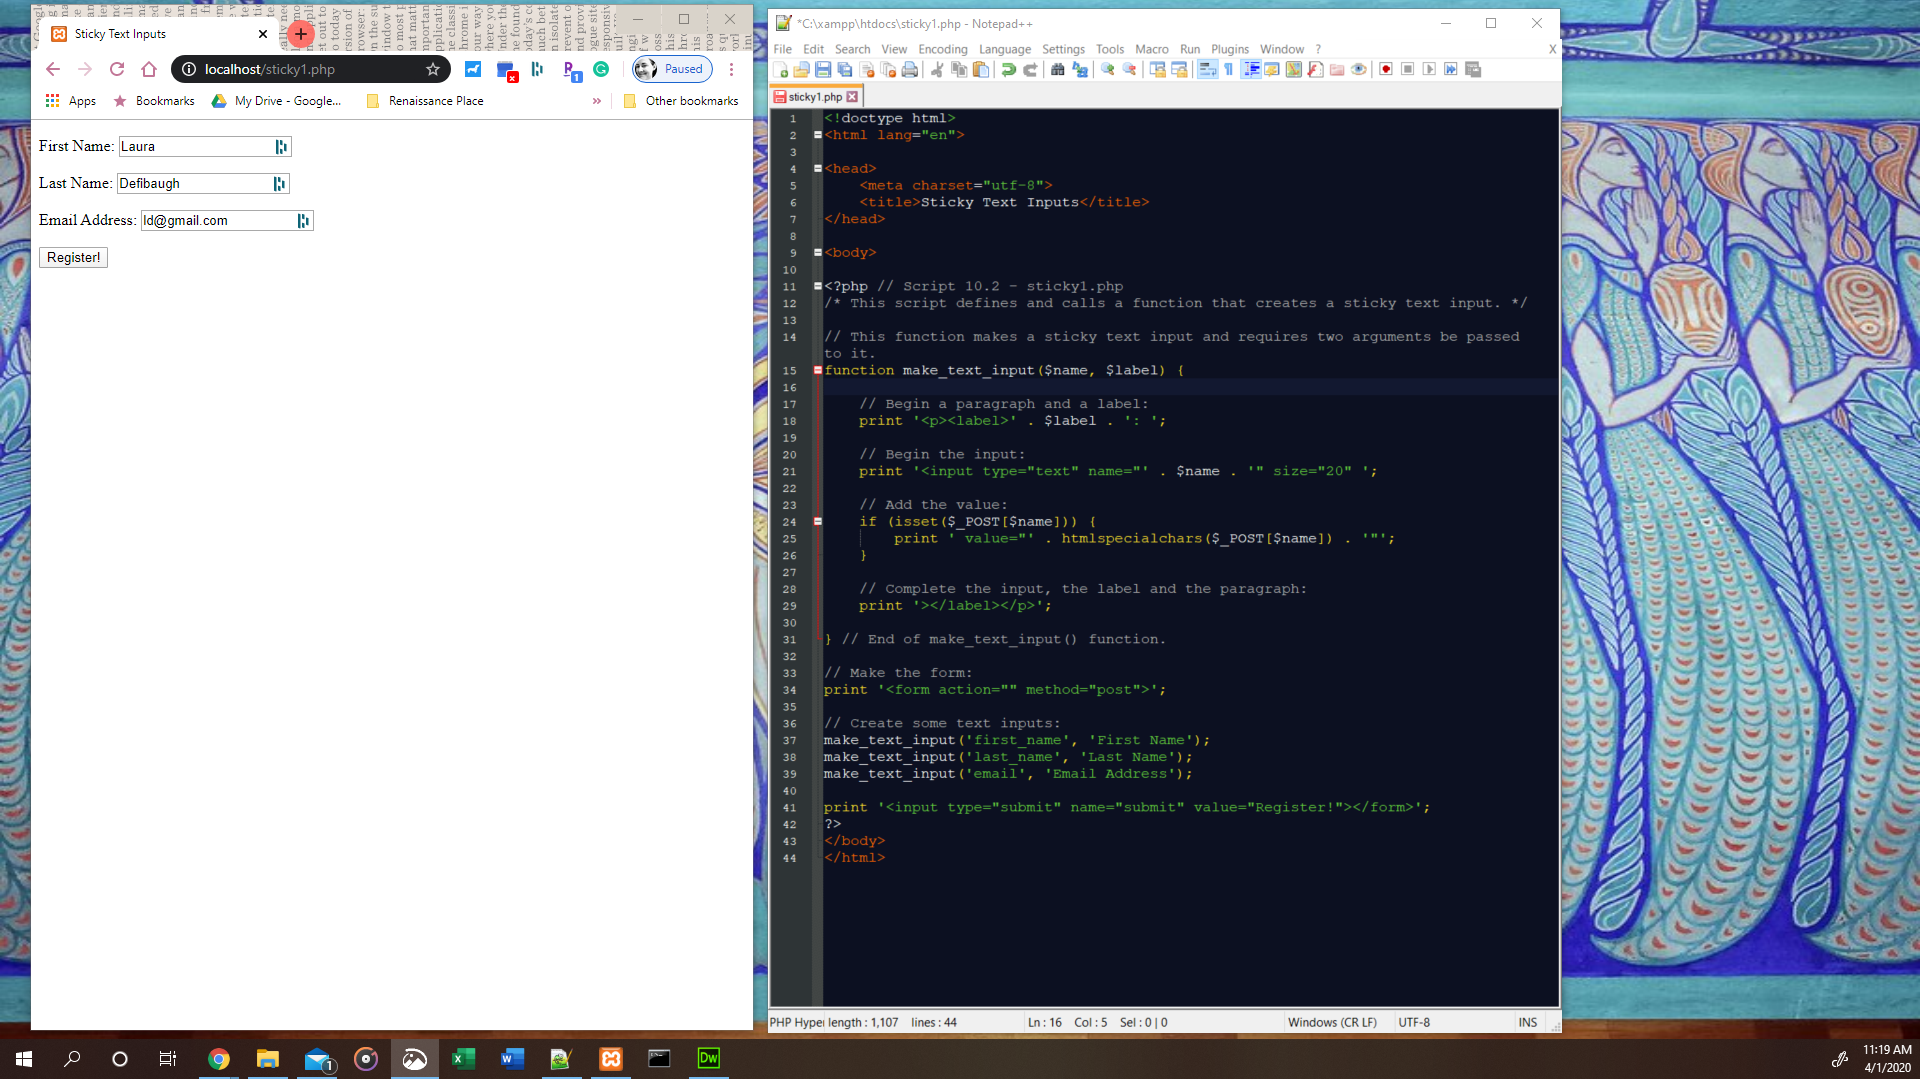 Sticky Text Inputs
localhost/sticky1.php
Paused
Apps
Bookmarks
My Drive - Google...
Renaissance Place
»
Other bookmarks
First Name: Laura
Last Name: Defibaugh
Email Address: ld@gmail.com
Register!
*C:\xampp\htdocs\sticky1.php - Notepad++
File Edit Search View Encoding Language Settings Tools Macro Run Plugins Window ? X
sticky1.php
1 <!doctype html>
2 <html lang="en">
3
4 <head>
5 <meta charset="utf-8">
6 <title>Sticky Text Inputs</title>
7 </head>
8
9 <body>
10
11 <?php // Script 10.2 - sticky1.php
12 /* This script defines and calls a function that creates a sticky text input. */
13
14 // This function makes a sticky text input and requires two arguments be passed
to it.
15 function make_text_input($name, $label) {
16
17 // Begin a paragraph and a label:
18 print '<p><label>' . $label . ': ';
19
20 // Begin the input:
21 print '<input type="text" name="' . $name . '" size="20" ';
22
23 // Add the value:
24 if (isset($_POST[$name])) {
25 print ' value="' . htmlspecialchars($_POST[$name]) . '"';
26 }
27
28 // Complete the input, the label and the paragraph:
29 print '></label></p>';
30
31 } // End of make_text_input() function.
32
33 // Make the form:
34 print '<form action="" method="post">';
35
36 // Create some text inputs:
37 make_text_input('first_name', 'First Name');
38 make_text_input('last_name', 'Last Name');
39 make_text_input('email', 'Email Address');
40
41 print '<input type="submit" name="submit" value="Register!"></form>';
42 ?>
43 </body>
44 </html>
PHP Hyper length : 1,107 lines : 44 Ln : 16 Col : 5 Sel : 0 | 0 Windows (CR LF) UTF-8 INS
1
Dw
11:19 AM
4/1/2020